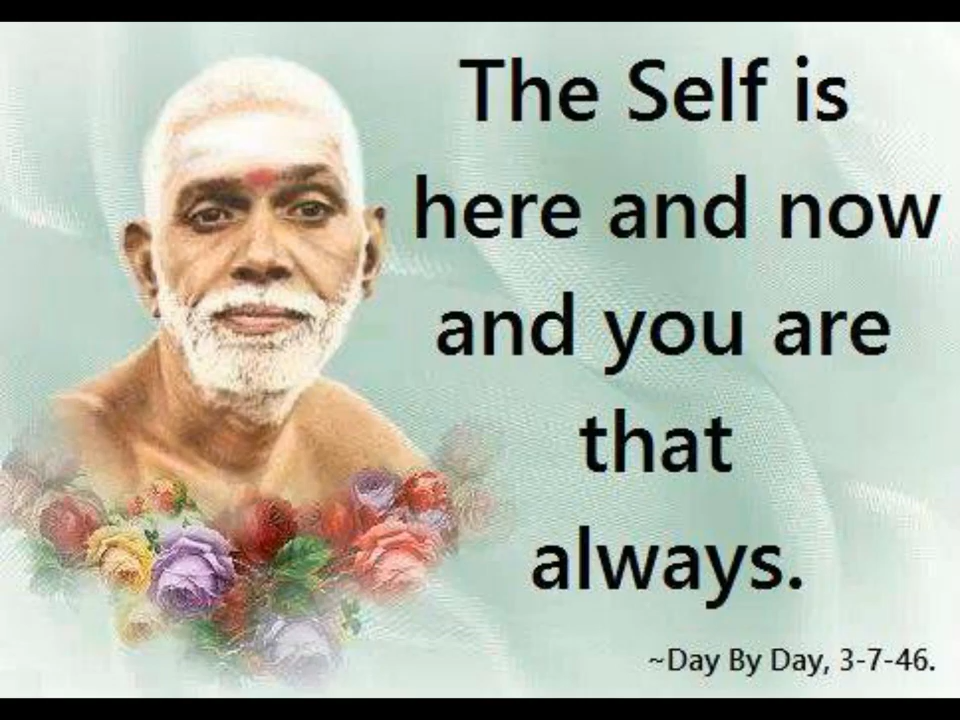 The Self is
here and now
and you are
that
always.
~Day By Day, 3-7-46.